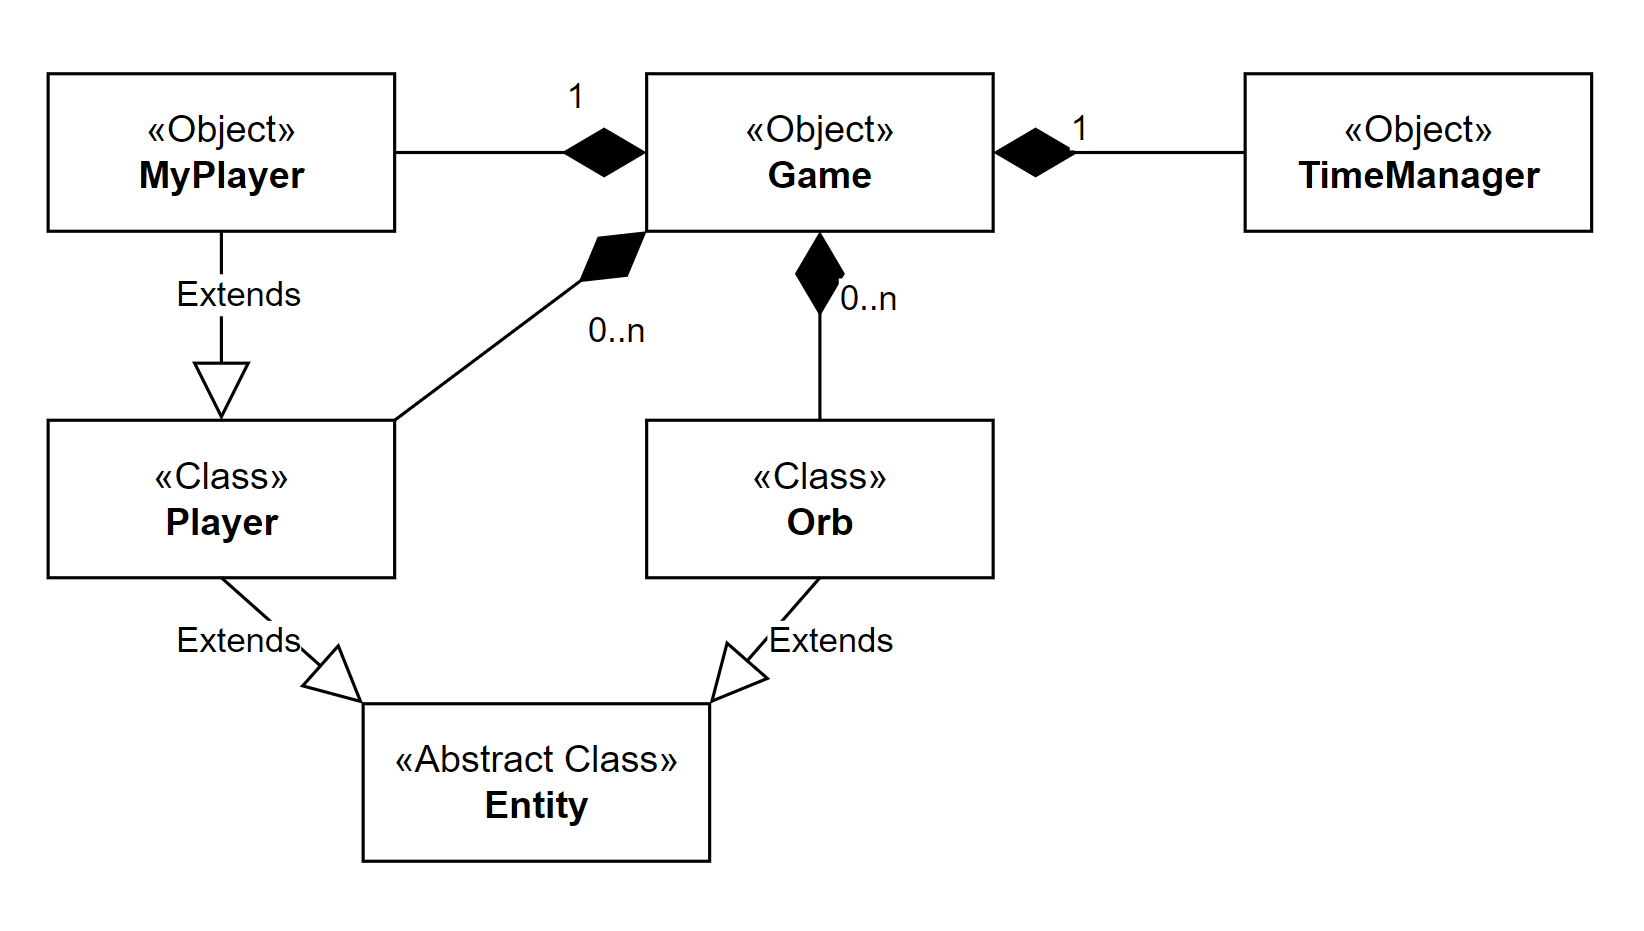 «Object»
MyPlayer
1
«Object»
Game
1
«Object»
TimeManager
Extends
0..n
0..n
«Class»
Player
«Class»
Orb
Extends
Extends
«Abstract Class»
Entity